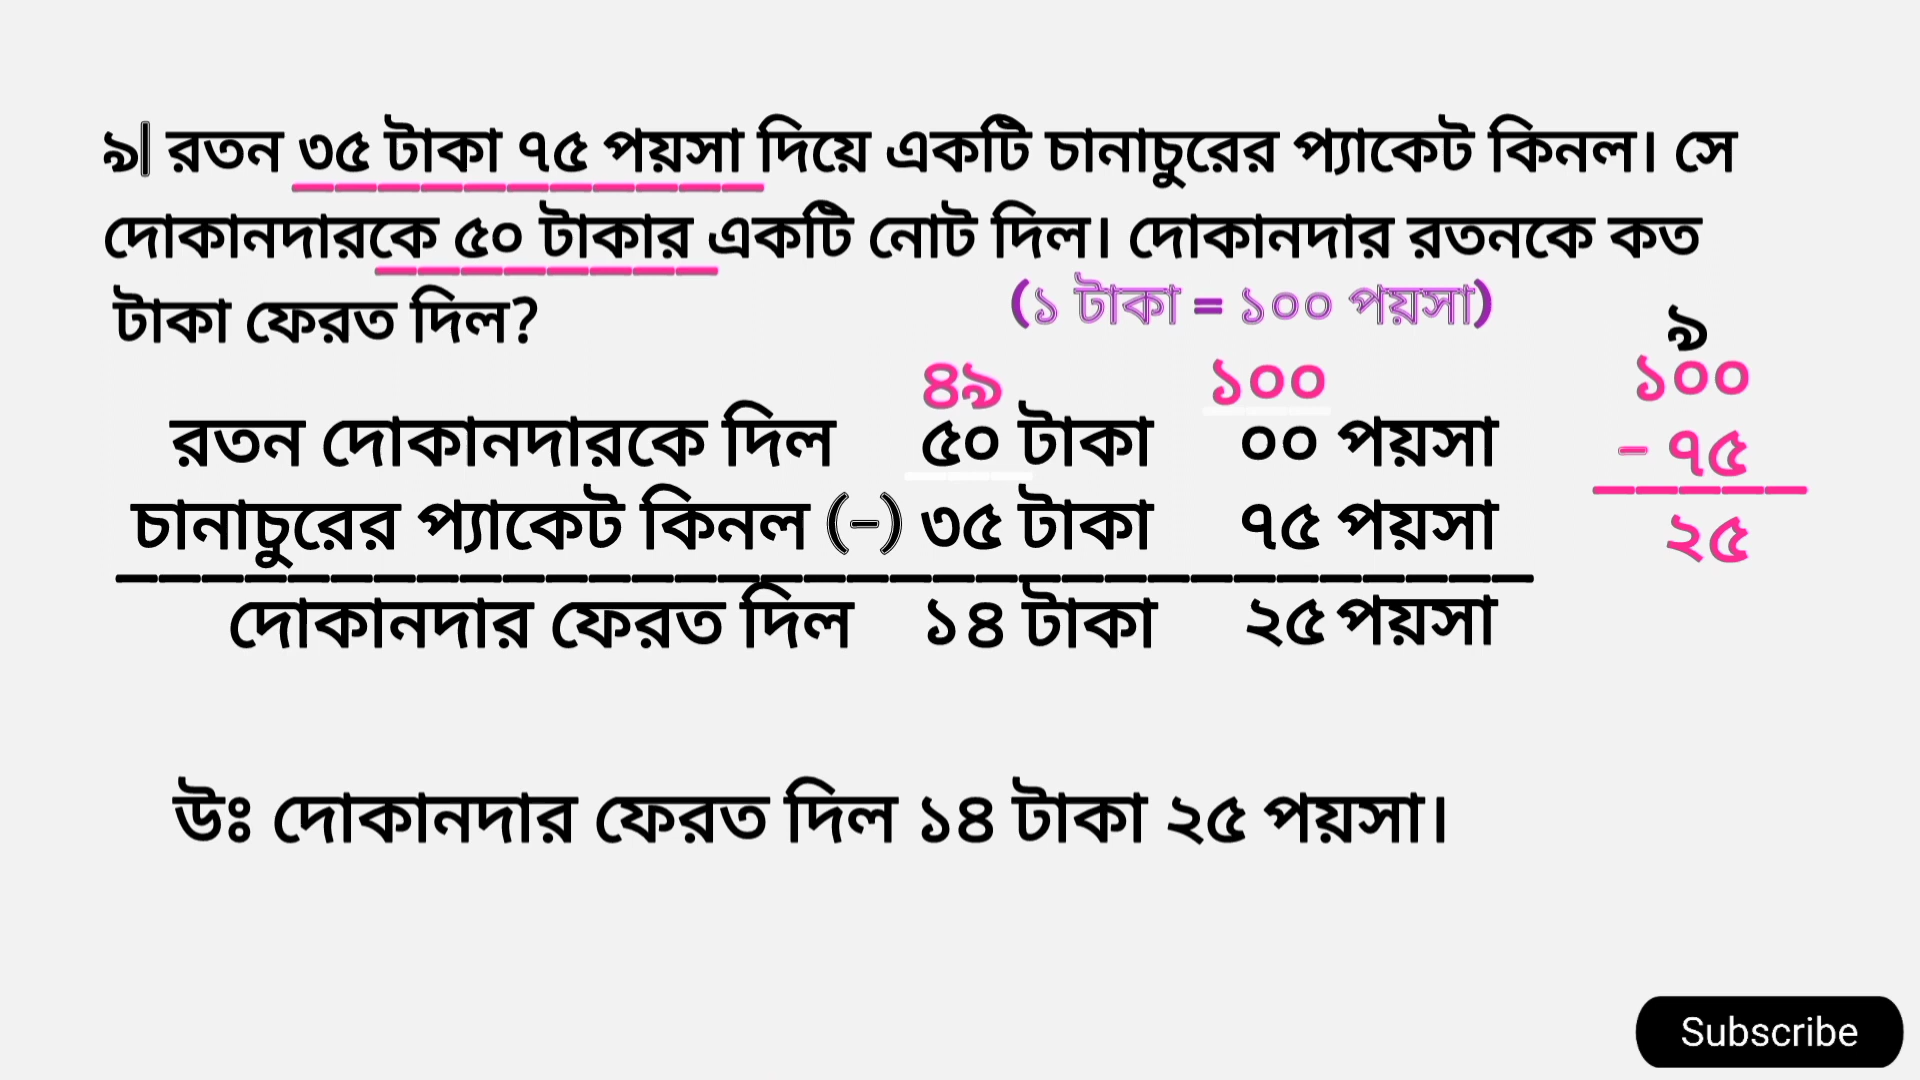 ৯| রতন ৩৫ টাকা ৭৫ পয়সা দিয়ে একটি চানাচুরের প্যাকেট কিনল। সে
দোকানদারকে ৫০ টাকার একটি নোট দিল। দোকানদার রতনকে কত
টাকা ফেরত দিল?
(১ টাকা = ১০০ পয়সা)
৯
৪৯ ১০০ ১০০
রতন দোকানদারকে দিল ৫০ টাকা ০০ পয়সা - ৭৫
চানাচুরের প্যাকেট কিনল (-) ৩৫ টাকা ৭৫ পয়সা ২৫
দোকানদার ফেরত দিল ১৪ টাকা ২৫ পয়সা
উঃ দোকানদার ফেরত দিল ১৪ টাকা ২৫ পয়সা।
Subscribe